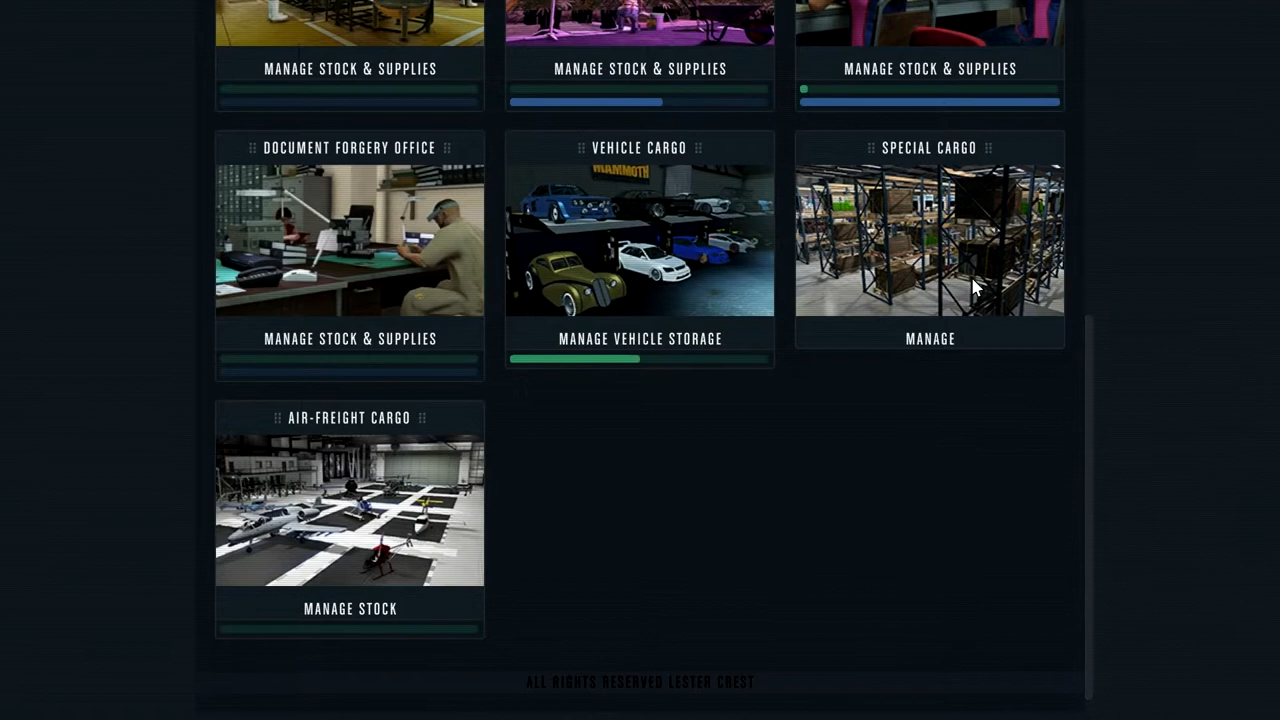 MANAGE STOCK & SUPPLIES
MANAGE STOCK & SUPPLIES
MANAGE STOCK & SUPPLIES
DOCUMENT FORGERY OFFICE
VEHICLE CARGO
SPECIAL CARGO
MAMMOTH
MANAGE STOCK & SUPPLIES
MANAGE VEHICLE STORAGE
MANAGE
AIR-FREIGHT CARGO
MANAGE STOCK
ALL RIGHTS RESERVED LESTER CREST